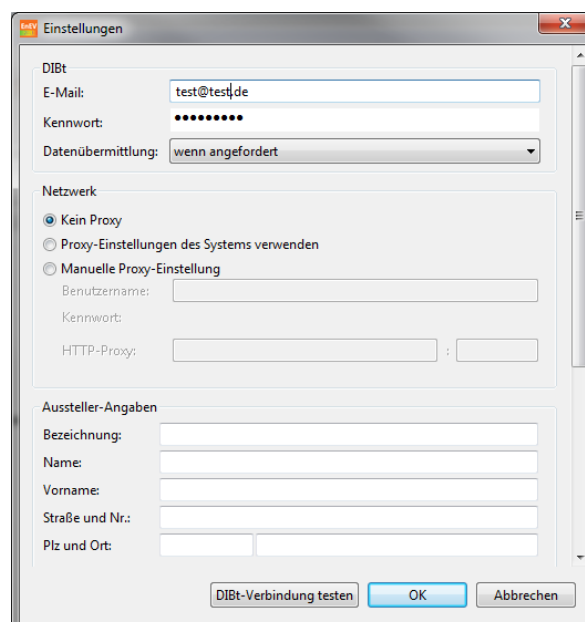 EnEV
Einstellungen
DIBt
E-Mail: test@test.de
Kennwort: •••••••••
Datenübermittlung: wenn angefordert
Netzwerk
Kein Proxy
Proxy-Einstellungen des Systems verwenden
Manuelle Proxy-Einstellung
Benutzername:
Kennwort:
HTTP-Proxy: :
Aussteller-Angaben
Bezeichnung:
Name:
Vorname:
Straße und Nr.:
Plz und Ort:
DIBt-Verbindung testen OK Abbrechen